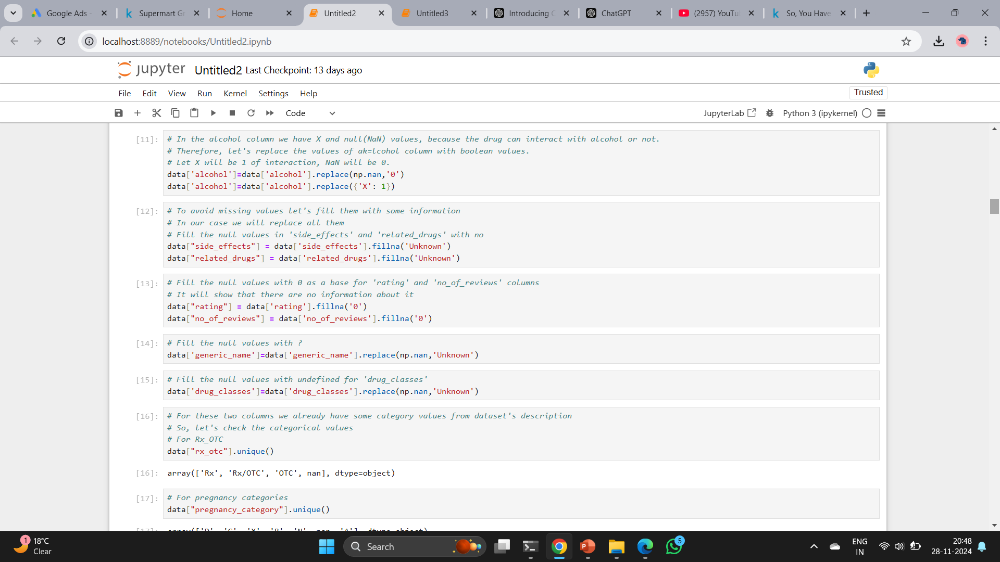 Google Ads -
Supermart Gr
Home
Untitled2
Untitled3
Introducing C
ChatGPT
(2957) YouTu
So, You Have
localhost:8889/notebooks/Untitled2.ipynb
jupyter Untitled2 Last Checkpoint: 13 days ago
File Edit View Run Kernel Settings Help
Trusted
Code
JupyterLab
Python 3 (ipykernel)
[11]:
# In the alcohol column we have X and null(NaN) values, because the drug can interact with alcohol or not.
# Therefore, let's replace the values of ak=lcohol column with boolean values.
# Let X will be 1 of interaction, NaN will be 0.
data['alcohol']=data['alcohol'].replace(np.nan,'0')
data['alcohol']=data['alcohol'].replace({'X': 1})
[12]:
# To avoid missing values let's fill them with some information
# In our case we will replace all them
# Fill the null values in 'side_effects' and 'related_drugs' with no
data["side_effects"] = data['side_effects'].fillna('Unknown')
data["related_drugs"] = data['related_drugs'].fillna('Unknown')
[13]:
# Fill the null values with 0 as a base for 'rating' and 'no_of_reviews' columns
# It will show that there are no information about it
data["rating"] = data['rating'].fillna('0')
data["no_of_reviews"] = data['no_of_reviews'].fillna('0')
[14]:
# Fill the null values with ?
data['generic_name']=data['generic_name'].replace(np.nan,'Unknown')
[15]:
# Fill the null values with undefined for 'drug_classes'
data['drug_classes']=data['drug_classes'].replace(np.nan,'Unknown')
[16]:
# For these two columns we already have some category values from dataset's description
# So, let's check the categorical values
# For Rx_OTC
data["rx_otc"].unique()
[16]:
array(['Rx', 'Rx/OTC', 'OTC', nan], dtype=object)
[17]:
# For pregnancy categories
data["pregnancy_category"].unique()
1
18°C
Clear
Search
5
ENG
IN
20:48
28-11-2024